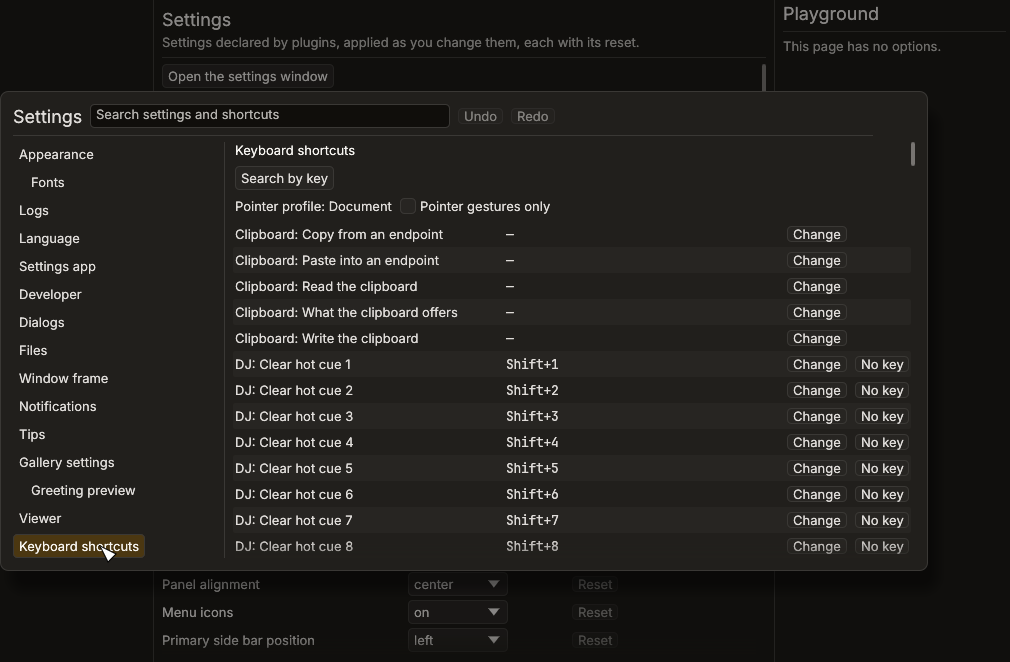 Settings
Settings declared by plugins, applied as you change them, each with its reset.
Open the settings window
Playground
This page has no options.
Settings
Search settings and shortcuts
Undo
Redo
Appearance
Fonts
Logs
Language
Settings app
Developer
Dialogs
Files
Window frame
Notifications
Tips
Gallery settings
Greeting preview
Viewer
Keyboard shortcuts
Keyboard shortcuts
Search by key
Pointer profile: Document Pointer gestures only
Clipboard: Copy from an endpoint – Change
Clipboard: Paste into an endpoint – Change
Clipboard: Read the clipboard – Change
Clipboard: What the clipboard offers – Change
Clipboard: Write the clipboard – Change
DJ: Clear hot cue 1 Shift+1 Change No key
DJ: Clear hot cue 2 Shift+2 Change No key
DJ: Clear hot cue 3 Shift+3 Change No key
DJ: Clear hot cue 4 Shift+4 Change No key
DJ: Clear hot cue 5 Shift+5 Change No key
DJ: Clear hot cue 6 Shift+6 Change No key
DJ: Clear hot cue 7 Shift+7 Change No key
DJ: Clear hot cue 8 Shift+8 Change No key
Panel alignment center Reset
Menu icons on Reset
Primary side bar position left Reset